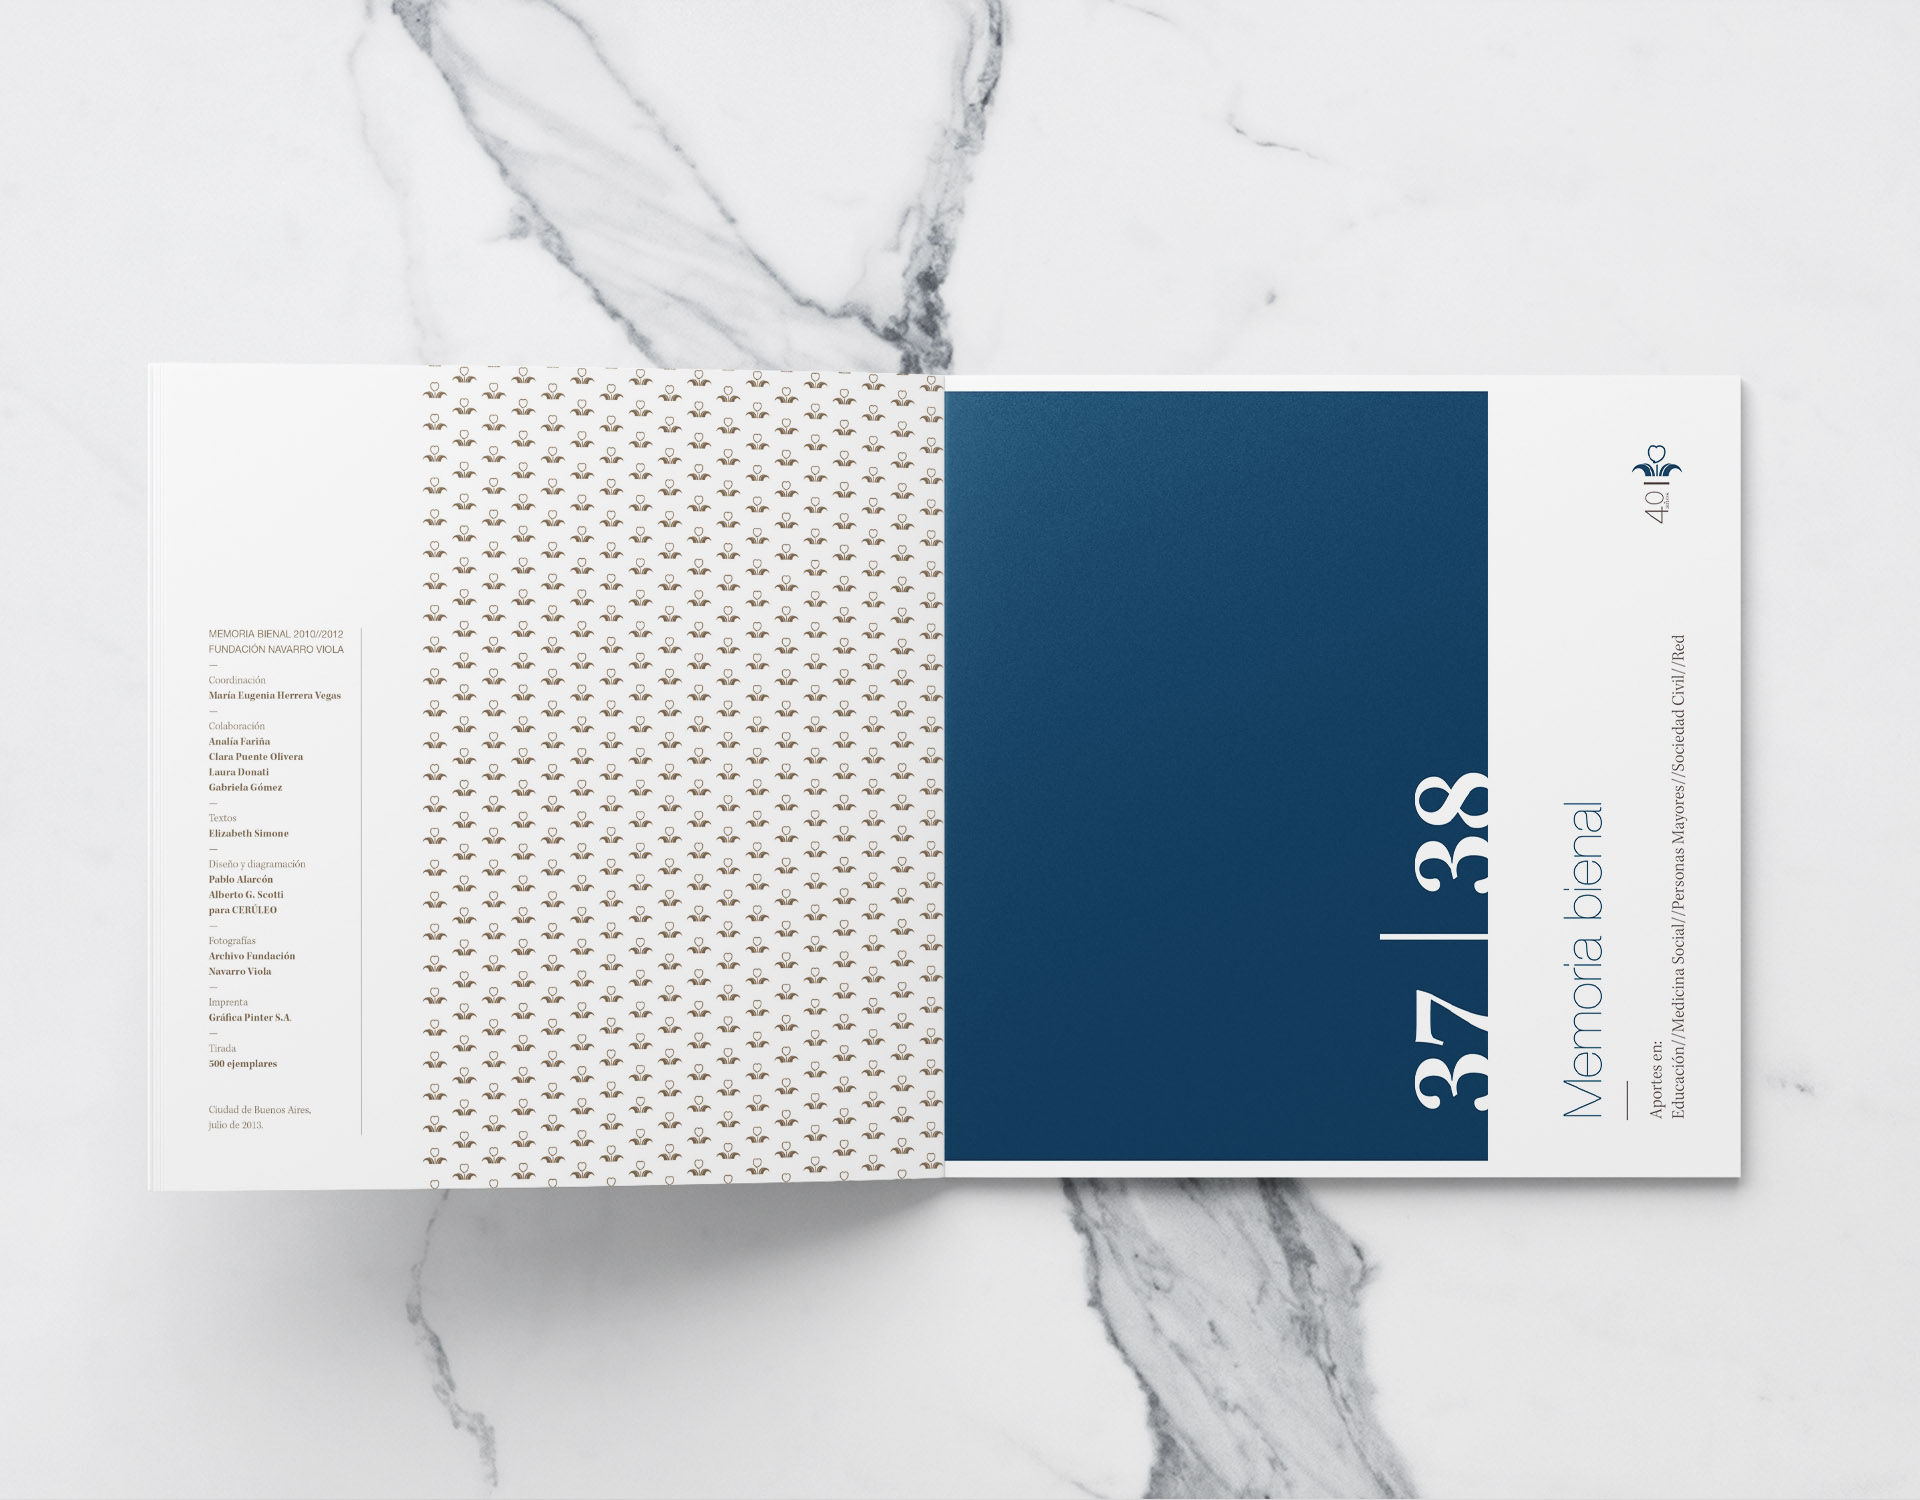 MEMORIA BIENAL 2010//2012
FUNDACIÓN NAVARRO VIOLA
—
Coordinación
María Eugenia Herrera Vegas
—
Colaboración
Analía Fariña
Clara Puente Olivera
Laura Donati
Gabriela Gómez
—
Textos
Elizabeth Simone
—
Diseño y diagramación
Pablo Alarcón
Alberto G. Scotti
para CERÚLEO
—
Fotografías
Archivo Fundación
Navarro Viola
—
Imprenta
Gráfica Pinter S.A.
—
Tirada
500 ejemplares
Ciudad de Buenos Aires,
julio de 2013.
37 | 38
Memoria bienal
Aportes en:
Educación//Medicina Social//Personas Mayores//Sociedad Civil//Red
40
años